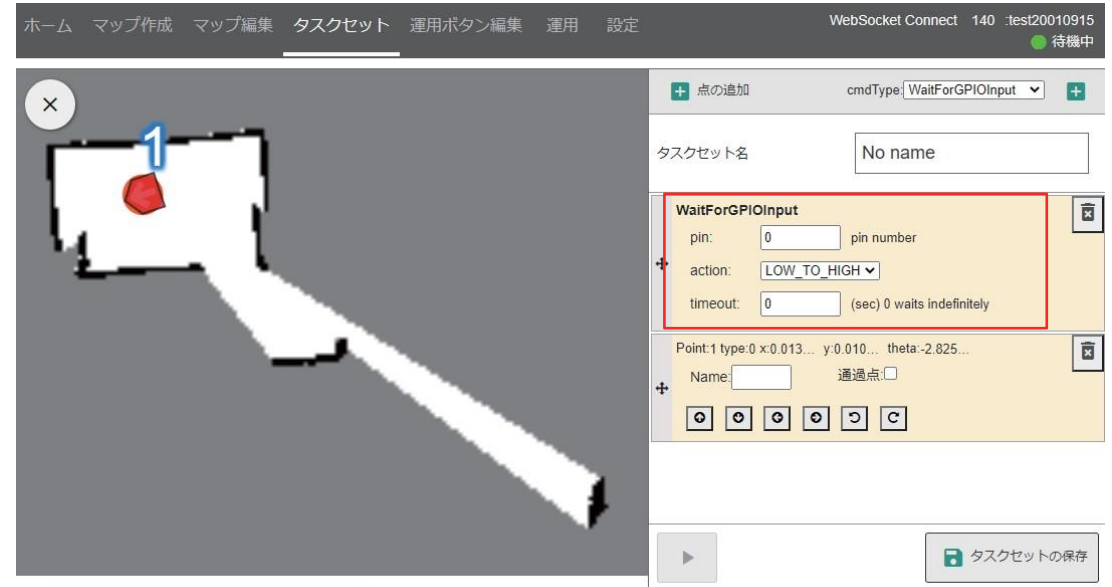 ホーム マップ作成 マップ編集 タスクセット 運用ボタン編集 運用 設定
WebSocket Connect 140 :test20010915
待機中
×
1
点の追加 cmdType: WaitForGPIOInput
タスクセット名 No name
WaitForGPIOInput
pin: 0 pin number
action: LOW_TO_HIGH
timeout: 0 (sec) 0 waits indefinitely
Point:1 type:0 x:0.013... y:0.010... theta:-2.825...
Name: 通過点:
タスクセットの保存